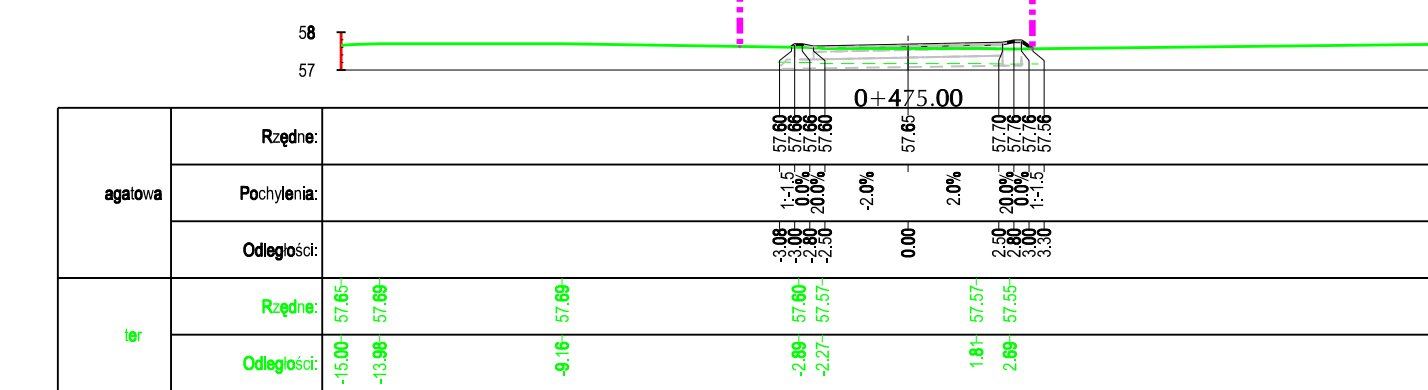 58
57
0+475.00
Rzędne: 57.60 57.66 57.66 57.60 57.65 57.70 57.76 57.76 57.56
agatowa
Pochylenia: 1:-1.5 0.0% 20.0% -2.0% 2.0% 20.0% 0.0% 1:-1.5
Odległości: -3.08 -3.00 -2.80 -2.50 0.00 2.50 2.80 3.00 3.30
Rzędne: 57.65 57.69 57.69 57.60 57.57 57.57 57.55
ter
Odległości: -15.00 -13.98 -9.16 -2.89 -2.27 1.81 2.69